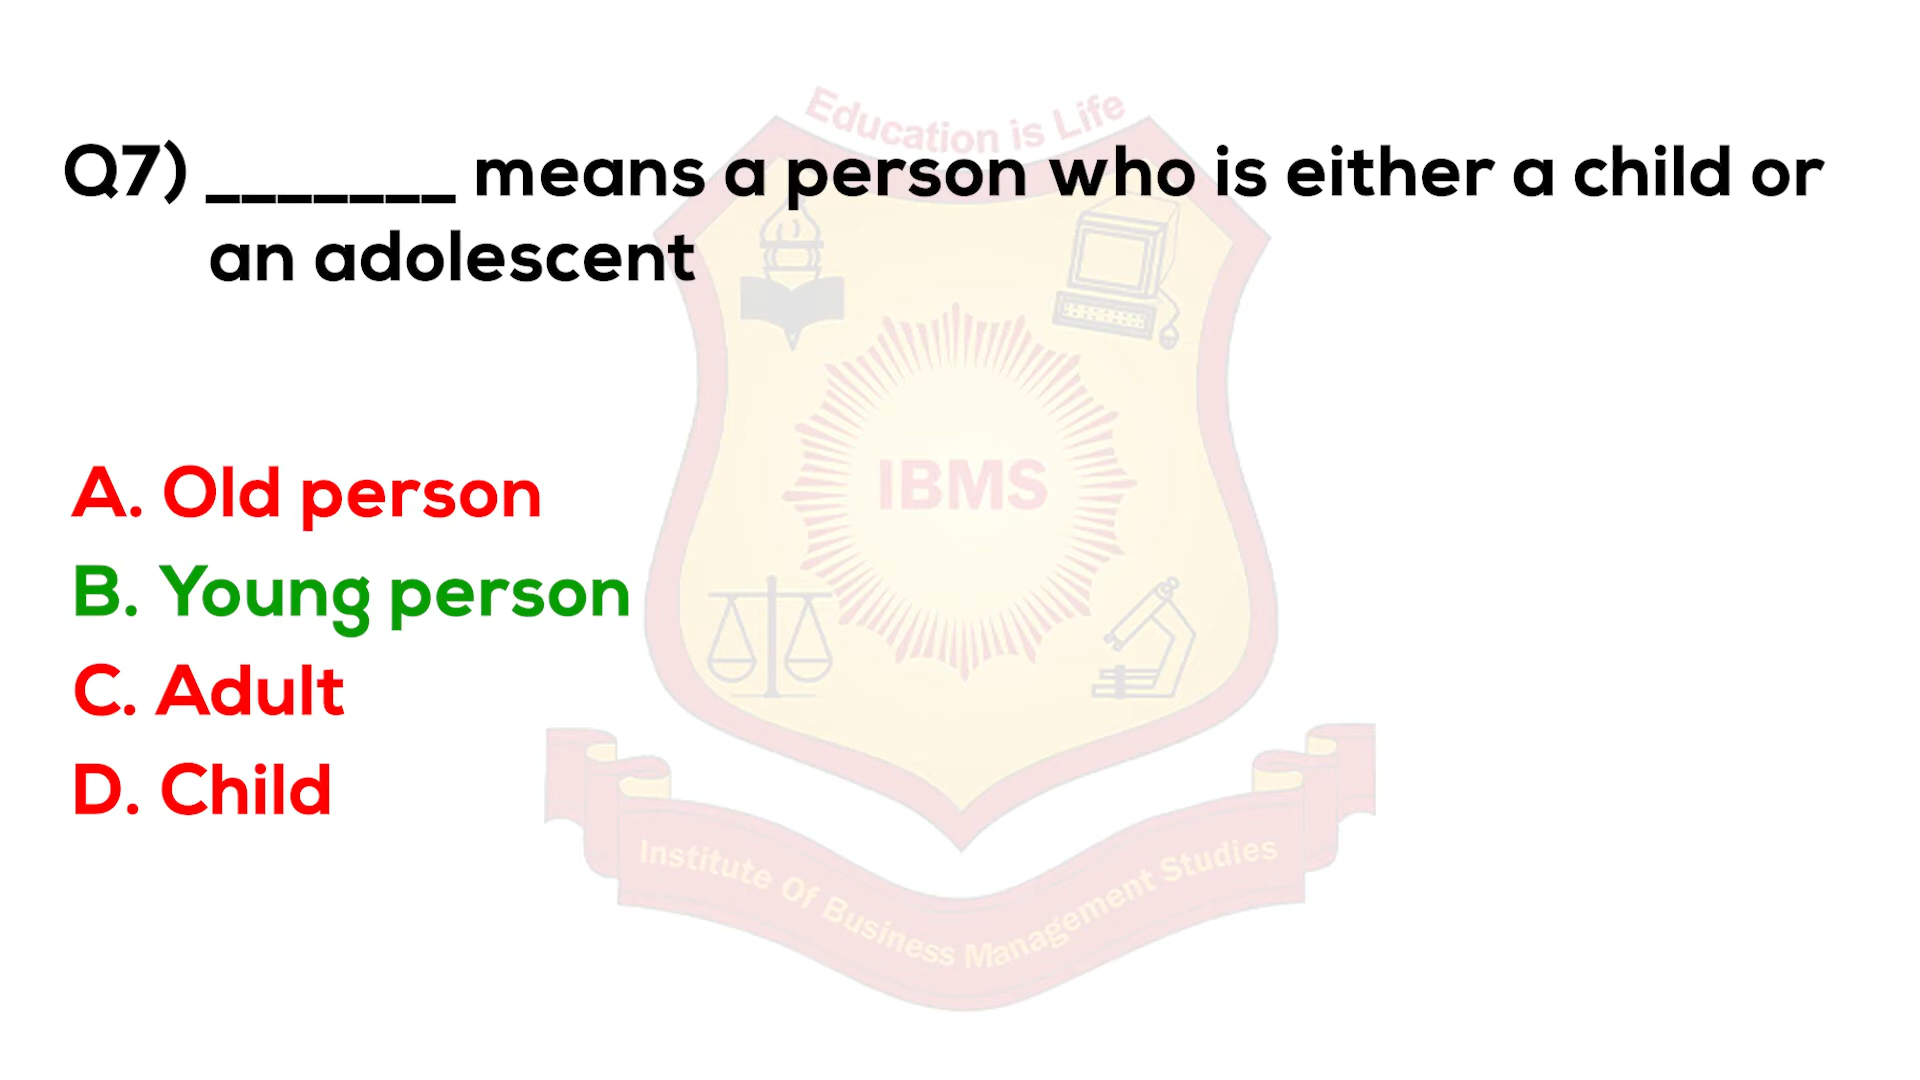 Education is Life
Q7) _______ means a person who is either a child or
an adolescent
IBMS
A. Old person
B. Young person
C. Adult
D. Child
Institute Of Business Management Studies